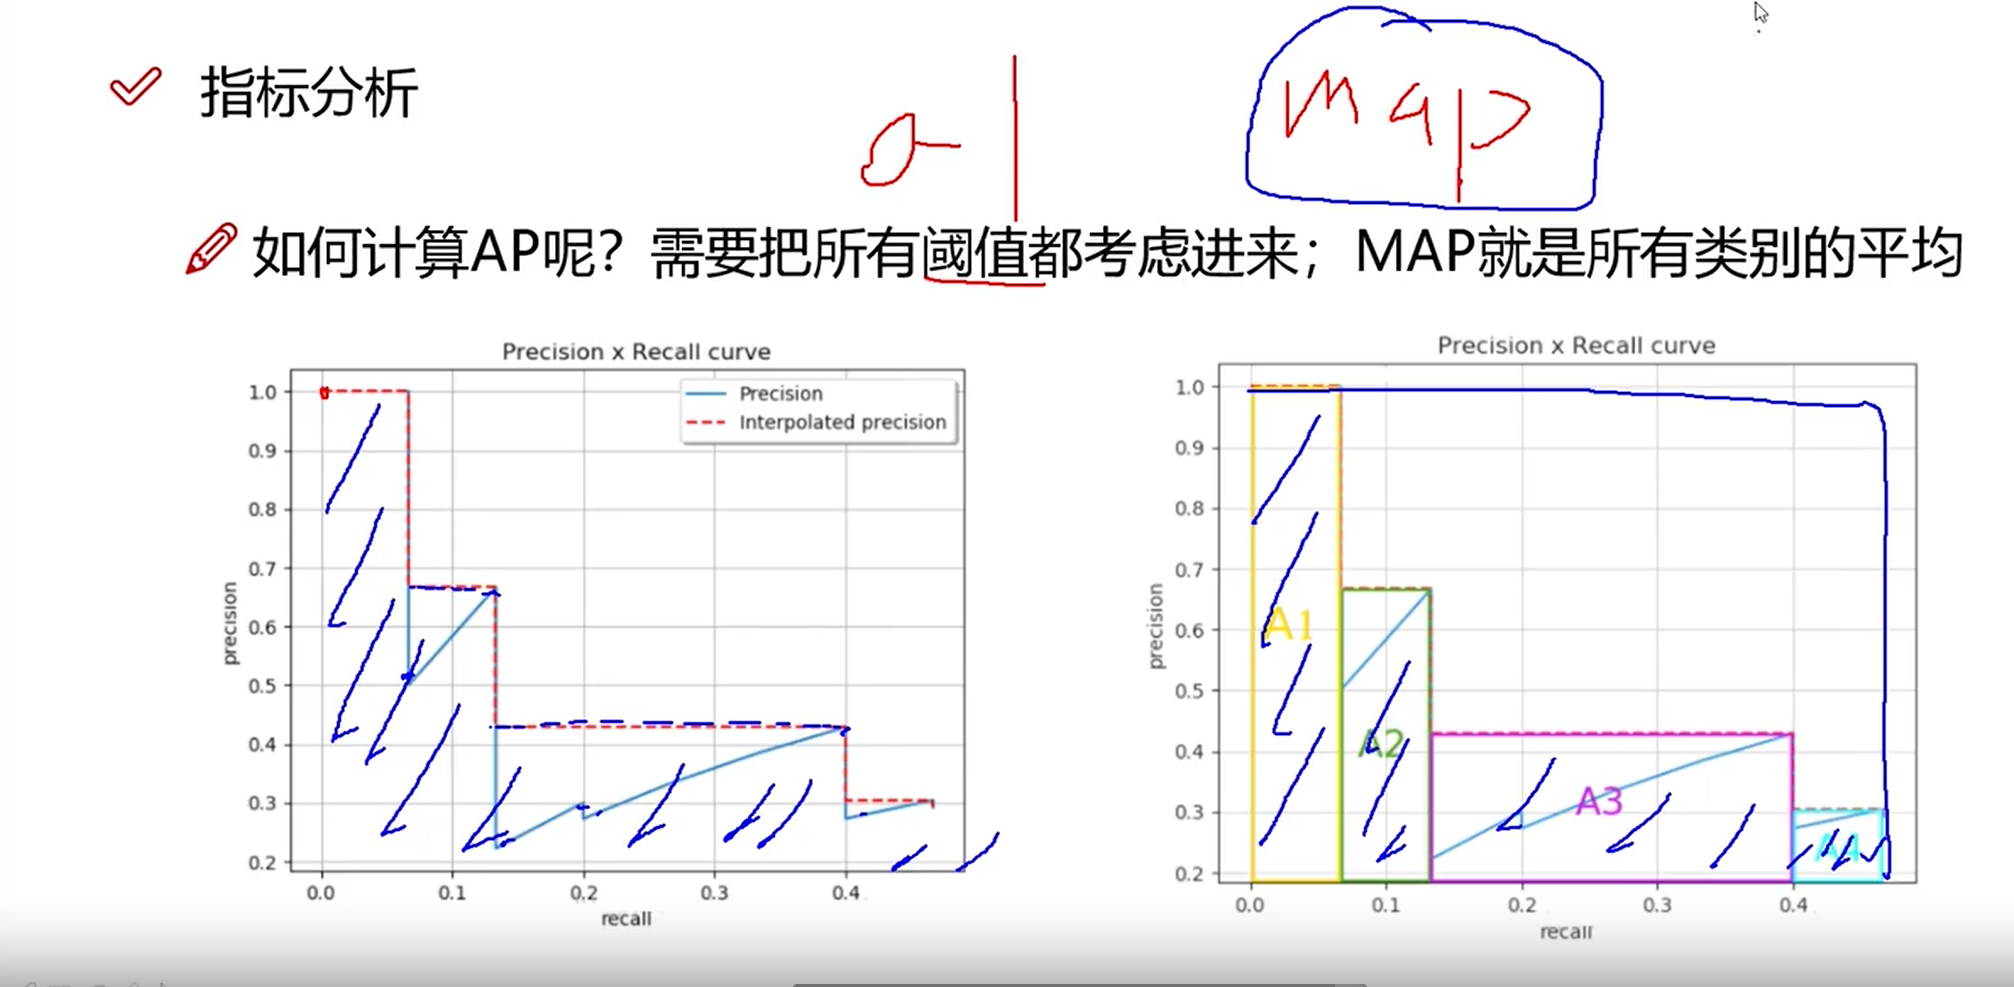 指标分析
0-1
map
如何计算AP呢？需要把所有阈值都考虑进来；MAP就是所有类别的平均
Precision x Recall curve
Precision
Interpolated precision
1.0
0.9
0.8
0.7
0.6
0.5
0.4
0.3
0.2
precision
0.0 0.1 0.2 0.3 0.4
recall
Precision x Recall curve
1.0
0.9
0.8
0.7
0.6
0.5
0.4
0.3
0.2
precision
A1
A2
A3
A4
0.0 0.1 0.2 0.3 0.4
recall